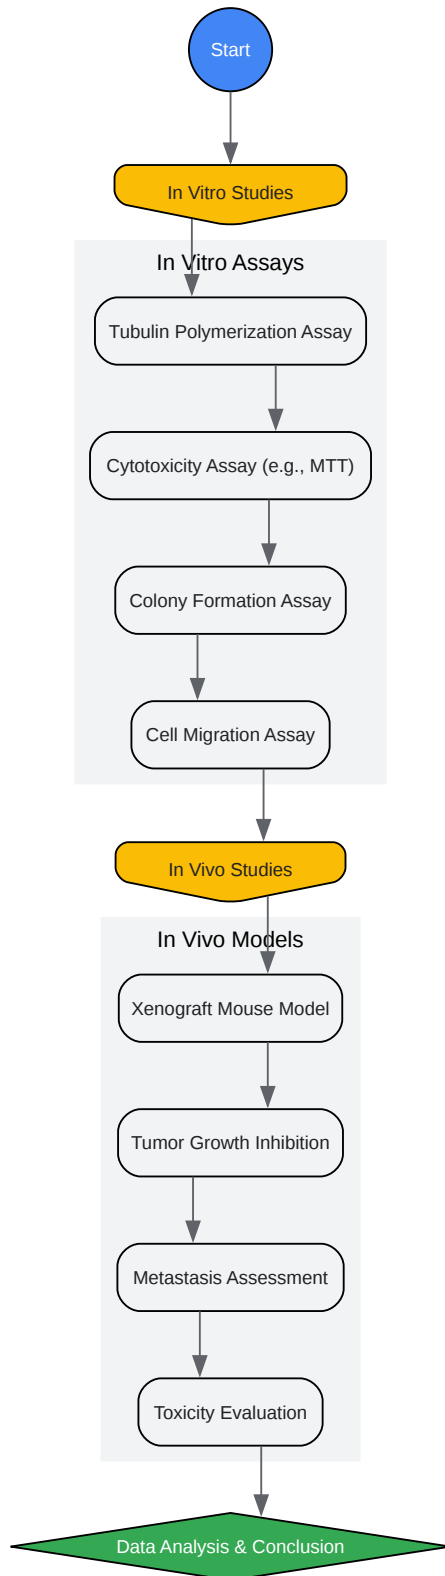 Start
In Vitro Studies
In Vitro Assays
Tubulin Polymerization Assay
Cytotoxicity Assay (e.g., MTT)
Colony Formation Assay
Cell Migration Assay
In Vivo Studies
In Vivo Models
Xenograft Mouse Model
Tumor Growth Inhibition
Metastasis Assessment
Toxicity Evaluation
Data Analysis & Conclusion